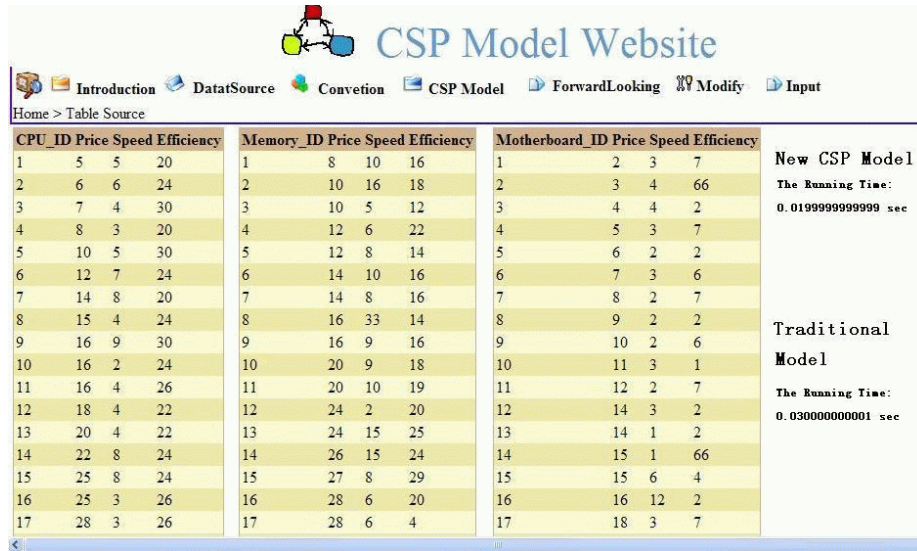 CSP Model Website
Introduction DatatSource Convetion CSP Model ForwardLooking Modify Input
Home > Table Source
CPU_ID Price Speed Efficiency
1 5 5 20
2 6 6 24
3 7 4 30
4 8 3 20
5 10 5 30
6 12 7 24
7 14 8 20
8 15 4 24
9 16 9 30
10 16 2 24
11 16 4 26
12 18 4 22
13 20 4 22
14 22 8 24
15 25 8 24
16 25 3 26
17 28 3 26
Memory_ID Price Speed Efficiency
1 8 10 16
2 10 16 18
3 10 5 12
4 12 6 22
5 12 8 14
6 14 10 16
7 14 8 16
8 16 33 14
9 16 9 16
10 20 9 18
11 20 10 19
12 24 2 20
13 24 15 25
14 26 15 24
15 27 8 29
16 28 6 20
17 28 6 4
Motherboard_ID Price Speed Efficiency
1 2 3 7
2 3 4 66
3 4 4 2
4 5 3 7
5 6 2 2
6 7 3 6
7 8 2 7
8 9 2 2
9 10 2 6
10 11 3 1
11 12 2 7
12 14 3 2
13 14 1 2
14 15 1 66
15 15 6 4
16 16 12 2
17 18 3 7
New CSP Model
The Running Time:
0.0199999999999 sec
Traditional
Model
The Running Time:
0.030000000001 sec